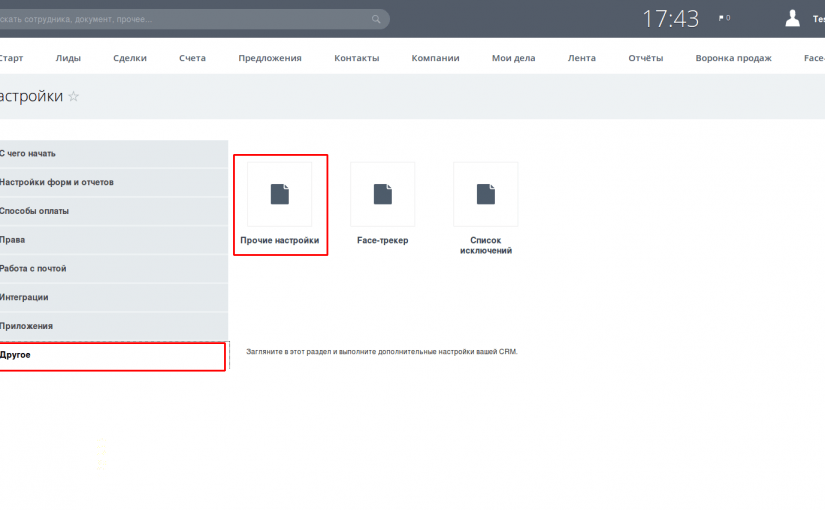 скать сотрудника, документ, прочее...
17:43
0
Tes
Старт Лиды Сделки Счета Предложения Контакты Компании Мои дела Лента Отчёты Воронка продаж Face-
астройки
С чего начать
Настройки форм и отчетов
Способы оплаты
Права
Работа с почтой
Интеграции
Приложения
Другое
Прочие настройки
Face-трекер
Список
исключений
Загляните в этот раздел и выполните дополнительные настройки вашей CRM.